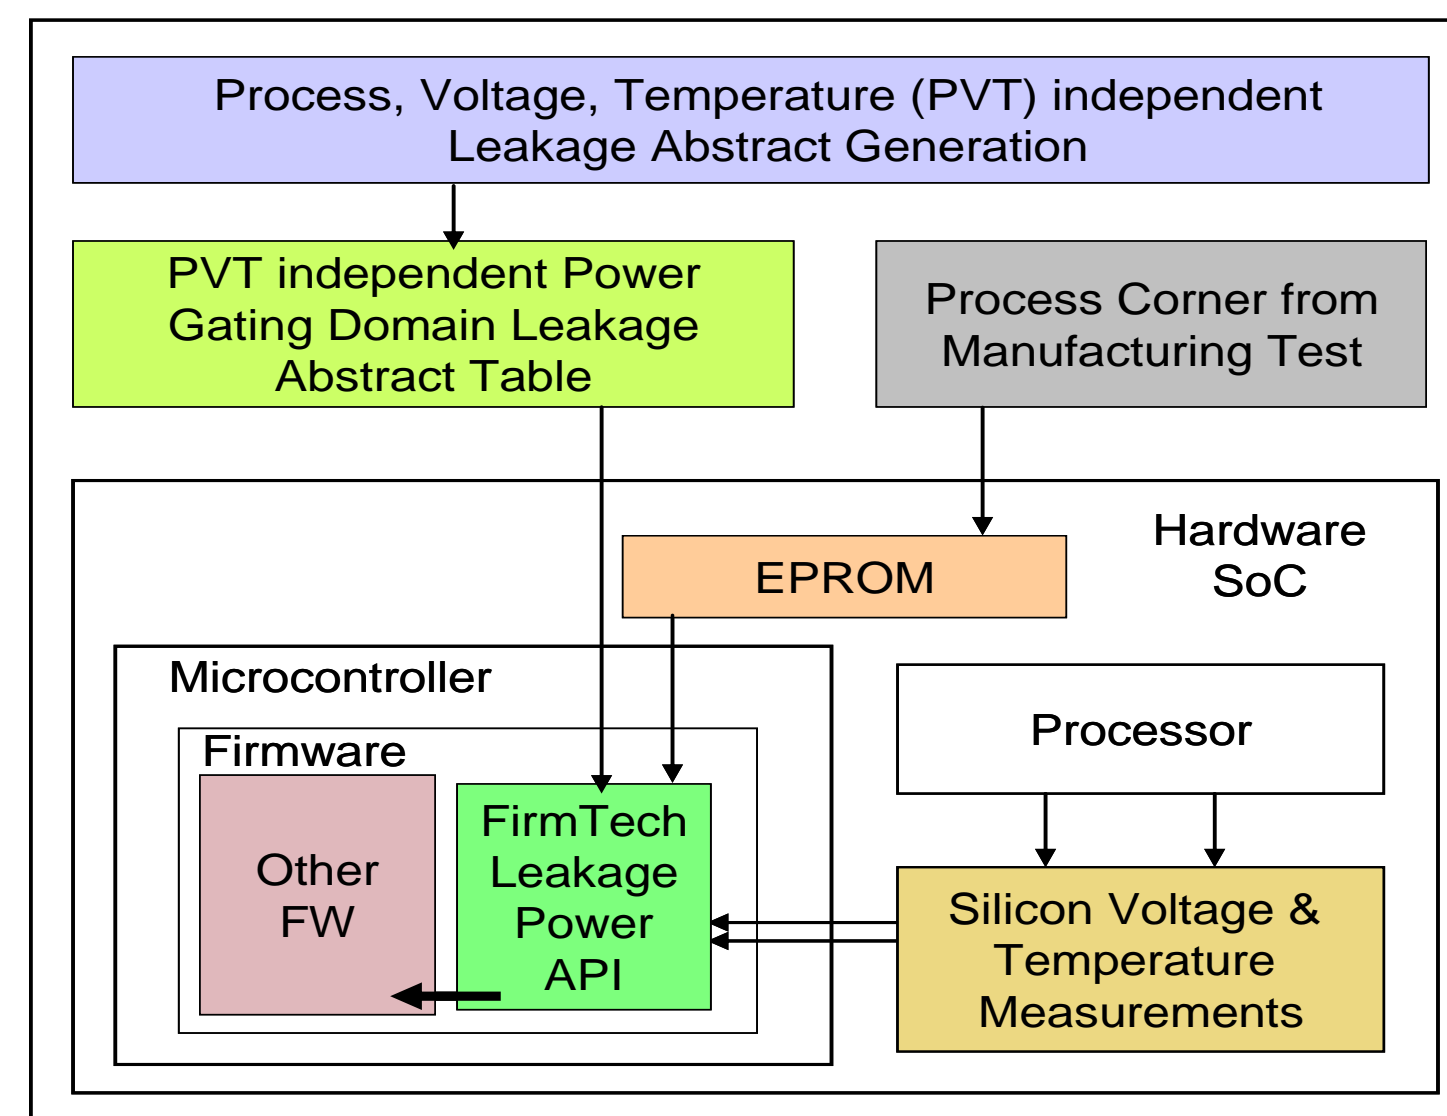 Process, Voltage, Temperature (PVT) independent
Leakage Abstract Generation
PVT independent Power
Gating Domain Leakage
Abstract Table
Process Corner from
Manufacturing Test
Hardware
SoC
EPROM
Microcontroller
Firmware
Other
FW
FirmTech
Leakage
Power
API
Processor
Silicon Voltage &
Temperature
Measurements